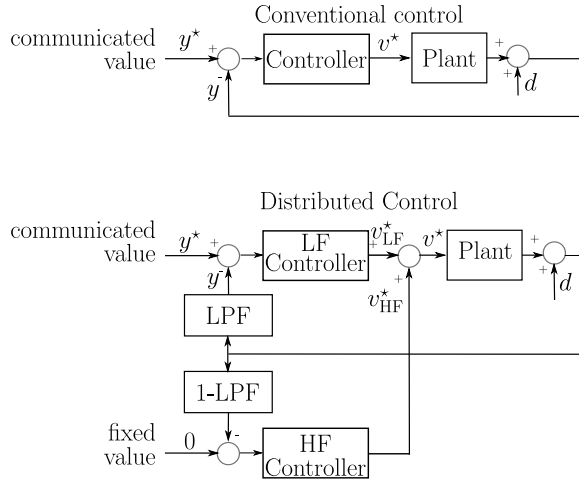 Conventional control
communicated
value
y*
+
y
-
Controller
v*
Plant
+
+
d
Distributed Control
communicated
value
y*
+
y
-
LF
Controller
v*LF
+
+
v*HF
v*
Plant
+
+
d
LPF
1-LPF
fixed
value
0
-
HF
Controller